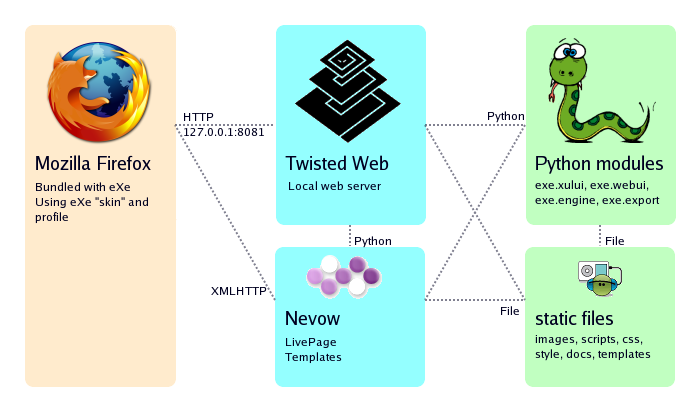 HTTP
127.0.0.1:8081
Python
Mozilla Firefox
Bundled with eXe
Using eXe "skin" and
profile
Twisted Web
Local web server
Python modules
exe.xului, exe.webui,
exe.engine, exe.export
Python
File
XMLHTTP
File
Nevow
LivePage
Templates
static files
images, scripts, css,
style, docs, templates